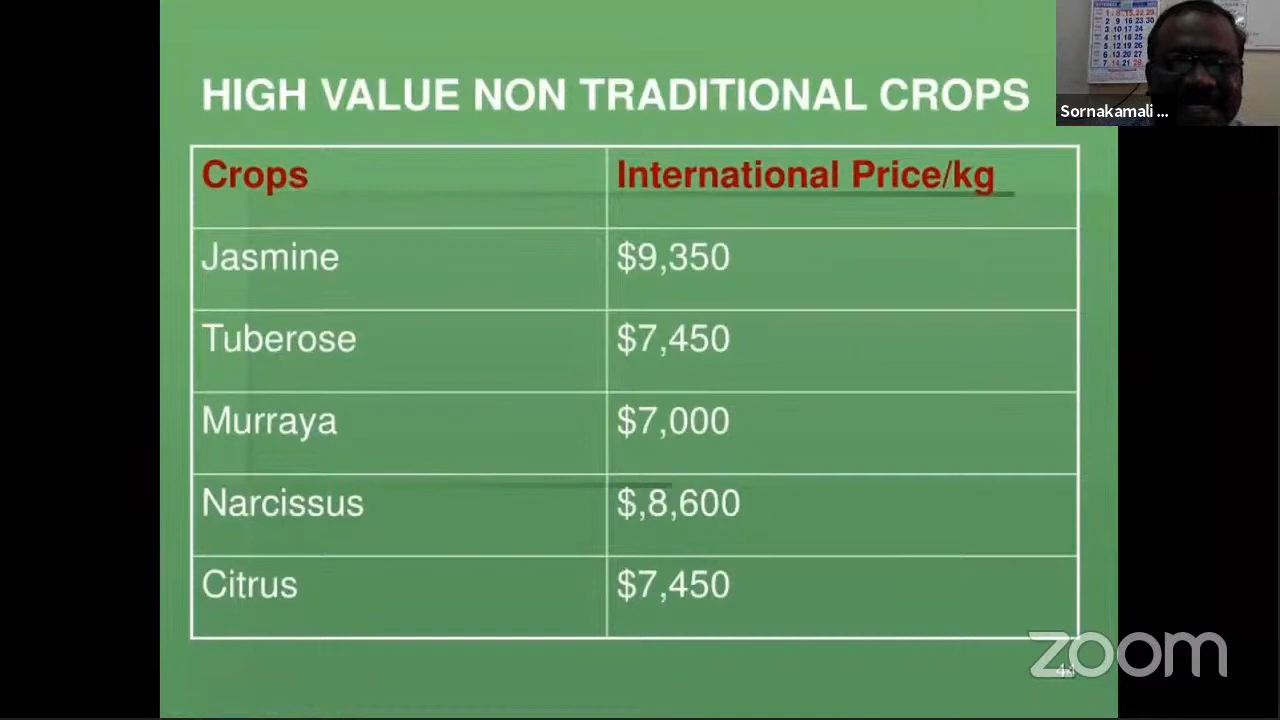 HIGH VALUE NON TRADITIONAL CROPS
Sornakamali ...
Crops International Price/kg
Jasmine $9,350
Tuberose $7,450
Murraya $7,000
Narcissus $,8,600
Citrus $7,450
44
zoom